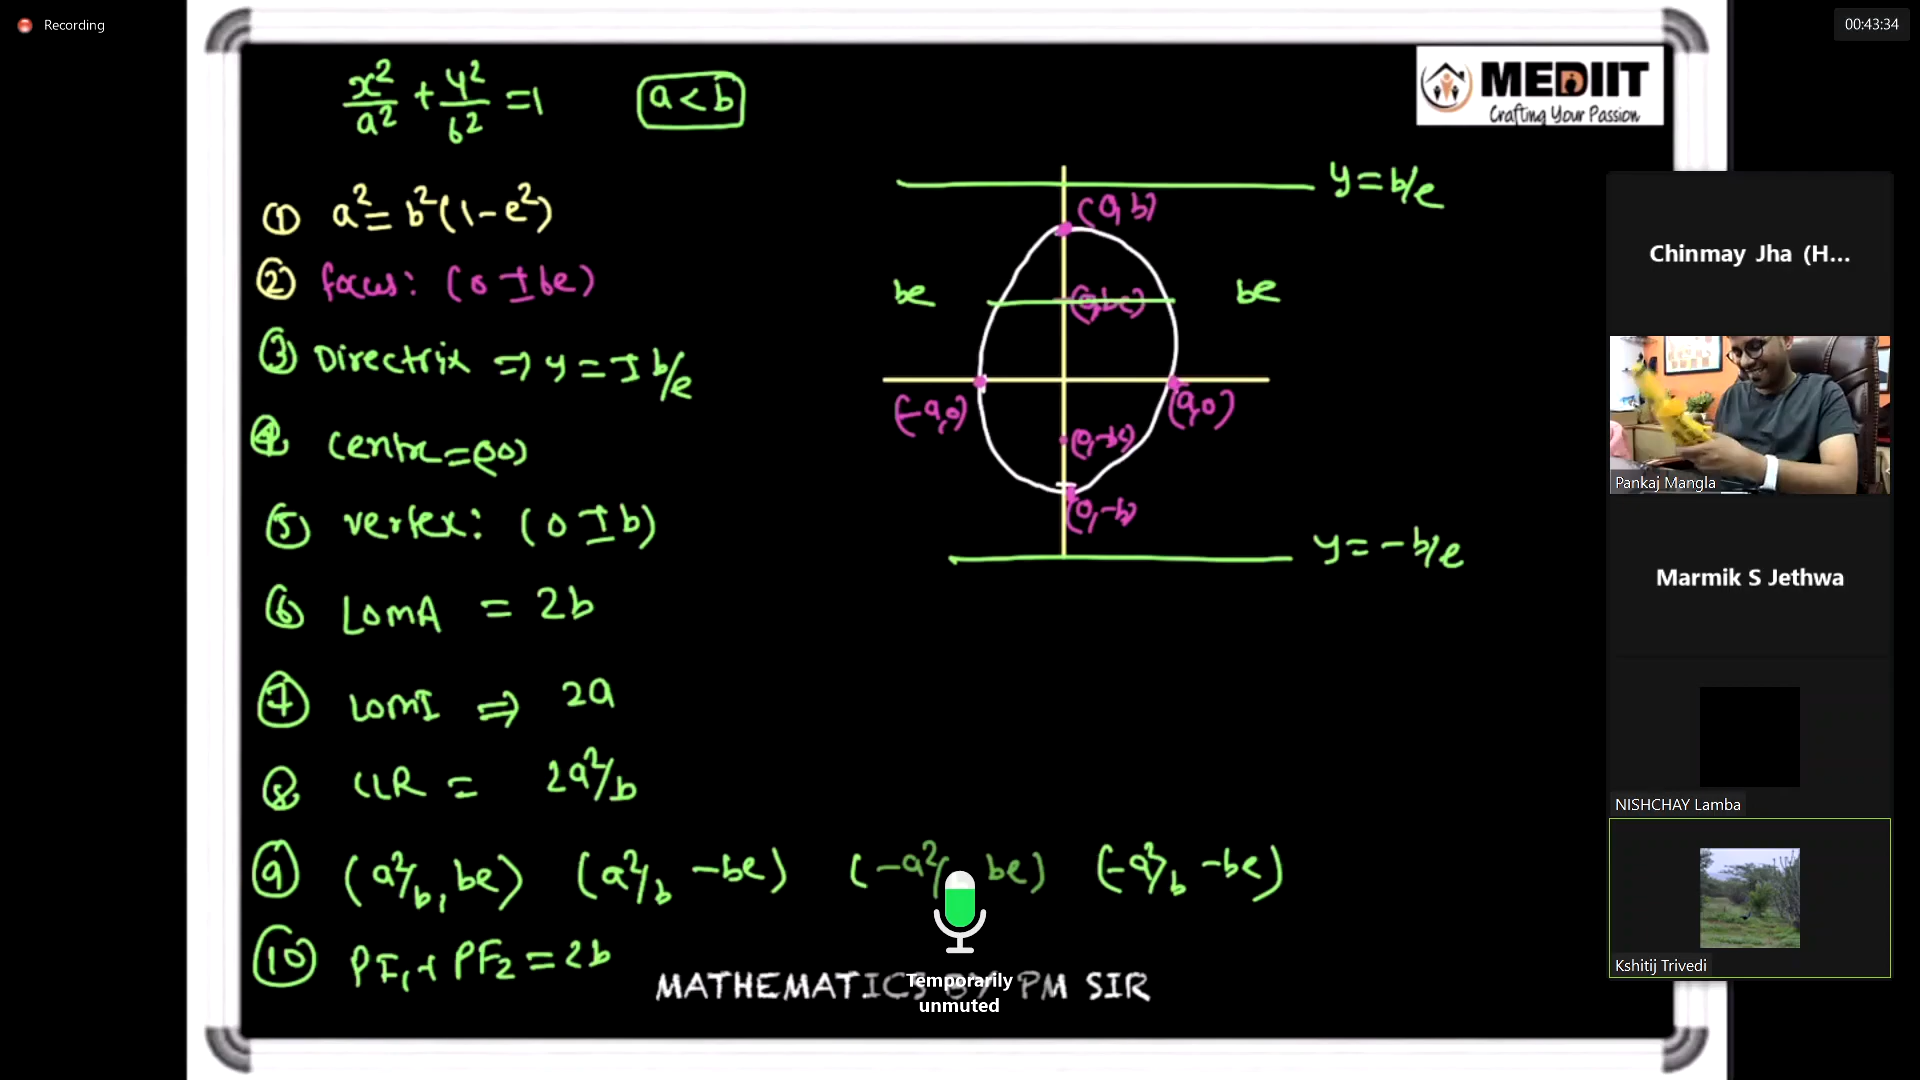 Recording
00:43:34
x²/a² + y²/b² = 1
a < b
MEDIIT
Crafting Your Passion
① a² = b²(1-e²)
② focus: (0 ± be)
③ Directrix ⇒ y = ± b/e
④ centre = (00)
⑤ vertex: (0 ± b)
⑥ LOMA = 2b
⑦ LOMI ⇒ 2a
⑧ LLR = 2a²/b
⑨ (a²/b, be) (a²/b -be) (-a²/ be) (-a²/b -be)
⑩ PF₁ + PF₂ = 2b
y = b/e
(0, b)
be
(0, be)
be
(-a, 0)
(a, 0)
(0, -be)
(0, -b)
y = -b/e
MATHEMATICS BY PM SIR
Temporarily
unmuted
Chinmay Jha (H...
Pankaj Mangla
Marmik S Jethwa
NISHCHAY Lamba
Kshitij Trivedi